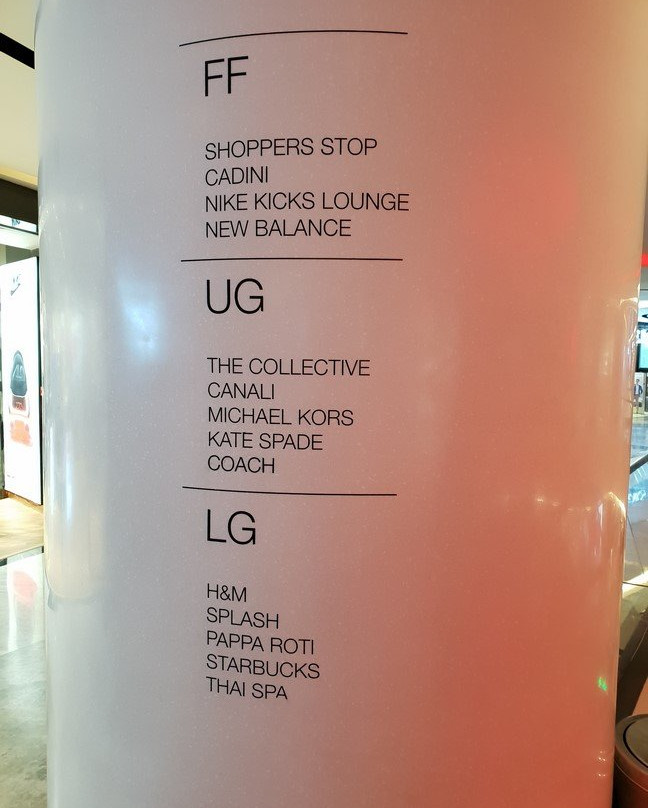 FF
SHOPPERS STOP
CADINI
NIKE KICKS LOUNGE
NEW BALANCE
UG
THE COLLECTIVE
CANALI
MICHAEL KORS
KATE SPADE
COACH
LG
H&M
SPLASH
PAPPA ROTI
STARBUCKS
THAI SPA